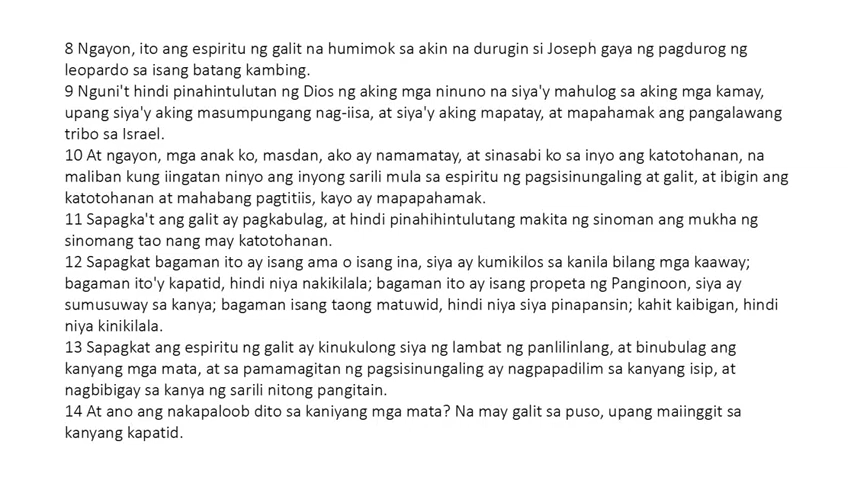 8 Ngayon, ito ang espiritu ng galit na humimok sa akin na durugin si Joseph gaya ng pagdurog ng
leopardo sa isang batang kambing.
9 Nguni't hindi pinahintulutan ng Dios ng aking mga ninuno na siya'y mahulog sa aking mga kamay,
upang siya'y aking masumpungang nag-iisa, at siya'y aking mapatay, at mapahamak ang pangalawang
tribo sa Israel.
10 At ngayon, mga anak ko, masdan, ako ay namamatay, at sinasabi ko sa inyo ang katotohanan, na
maliban kung iingatan ninyo ang inyong sarili mula sa espiritu ng pagsisinungaling at galit, at ibigin ang
katotohanan at mahabang pagtitiis, kayo ay mapapahamak.
11 Sapagka't ang galit ay pagkabulag, at hindi pinahihintulutang makita ng sinoman ang mukha ng
sinomang tao nang may katotohanan.
12 Sapagkat bagaman ito ay isang ama o isang ina, siya ay kumikilos sa kanila bilang mga kaaway;
bagaman ito'y kapatid, hindi niya nakikilala; bagaman ito ay isang propeta ng Panginoon, siya ay
sumusuway sa kanya; bagaman isang taong matuwid, hindi niya siya pinapansin; kahit kaibigan, hindi
niya kinikilala.
13 Sapagkat ang espiritu ng galit ay kinukulong siya ng lambat ng panlilinlang, at binubulag ang
kanyang mga mata, at sa pamamagitan ng pagsisinungaling ay nagpapadilim sa kanyang isip, at
nagbibigay sa kanya ng sarili nitong pangitain.
14 At ano ang nakapaloob dito sa kaniyang mga mata? Na may galit sa puso, upang maiinggit sa
kanyang kapatid.